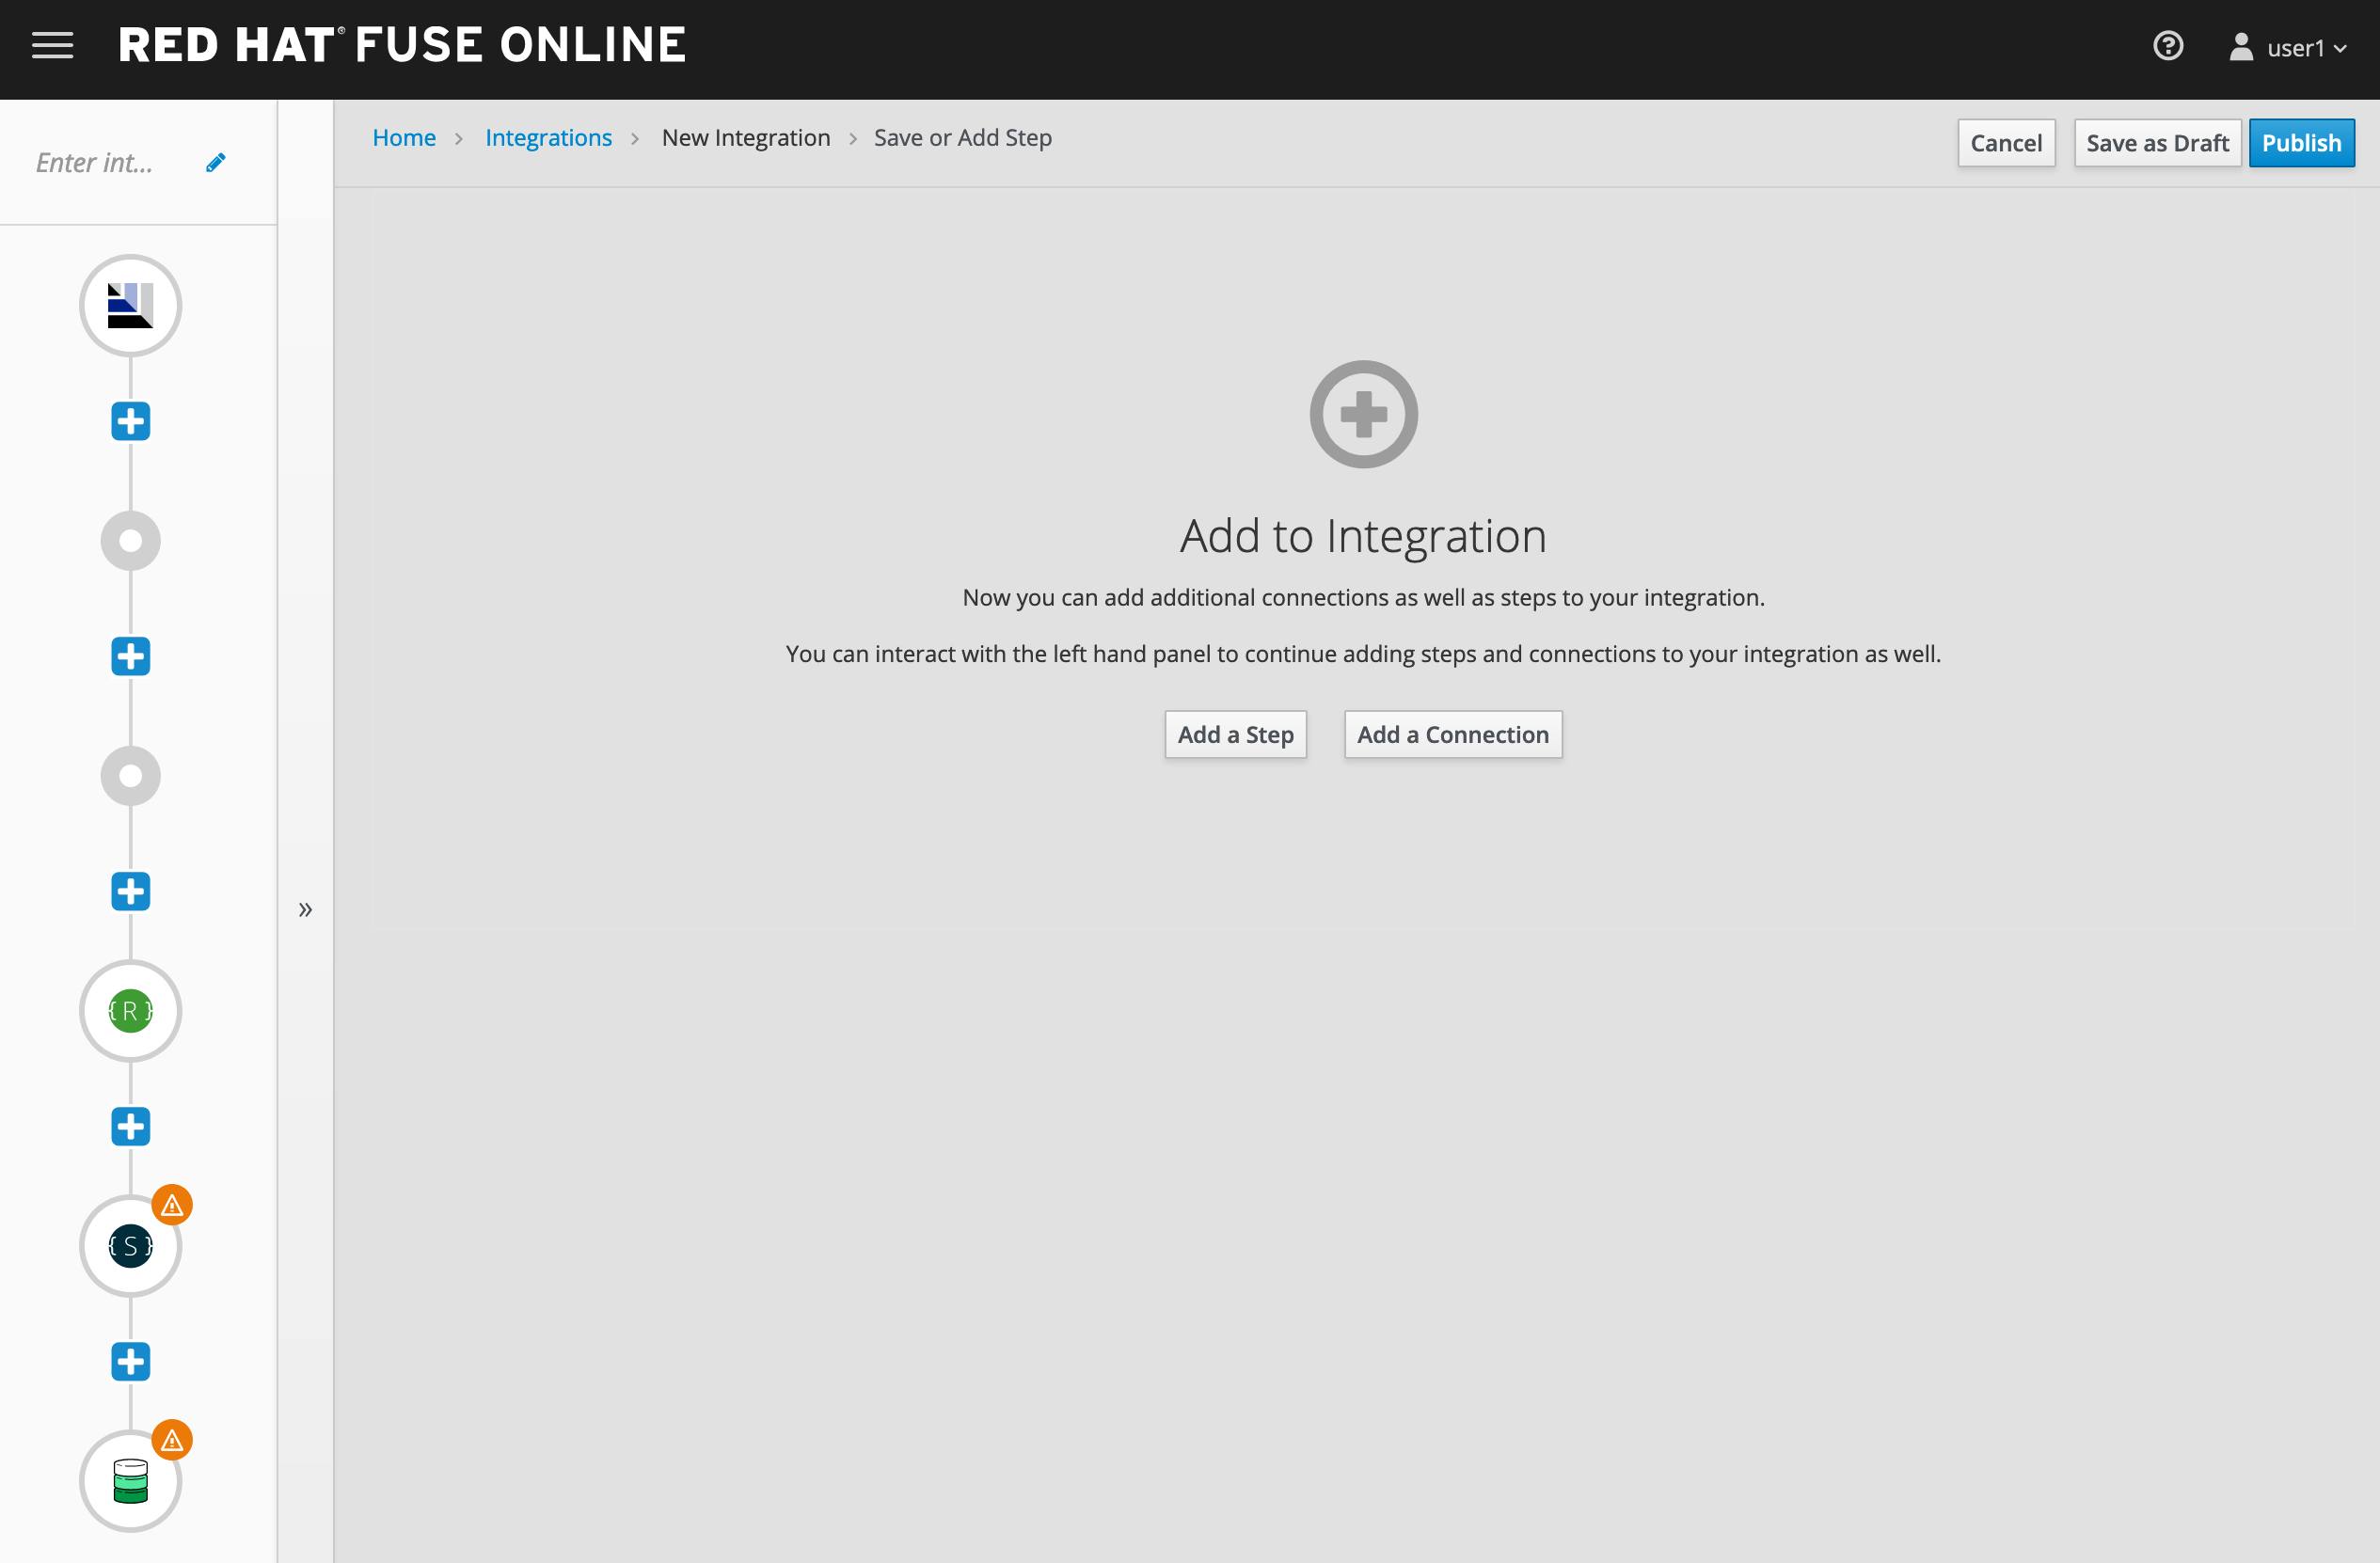 RED HAT® FUSE ONLINE
user1
Enter int...
Home > Integrations > New Integration > Save or Add Step
Cancel
Save as Draft
Publish
Add to Integration
Now you can add additional connections as well as steps to your integration.
You can interact with the left hand panel to continue adding steps and connections to your integration as well.
Add a Step
Add a Connection
»
{ R }
{ S }